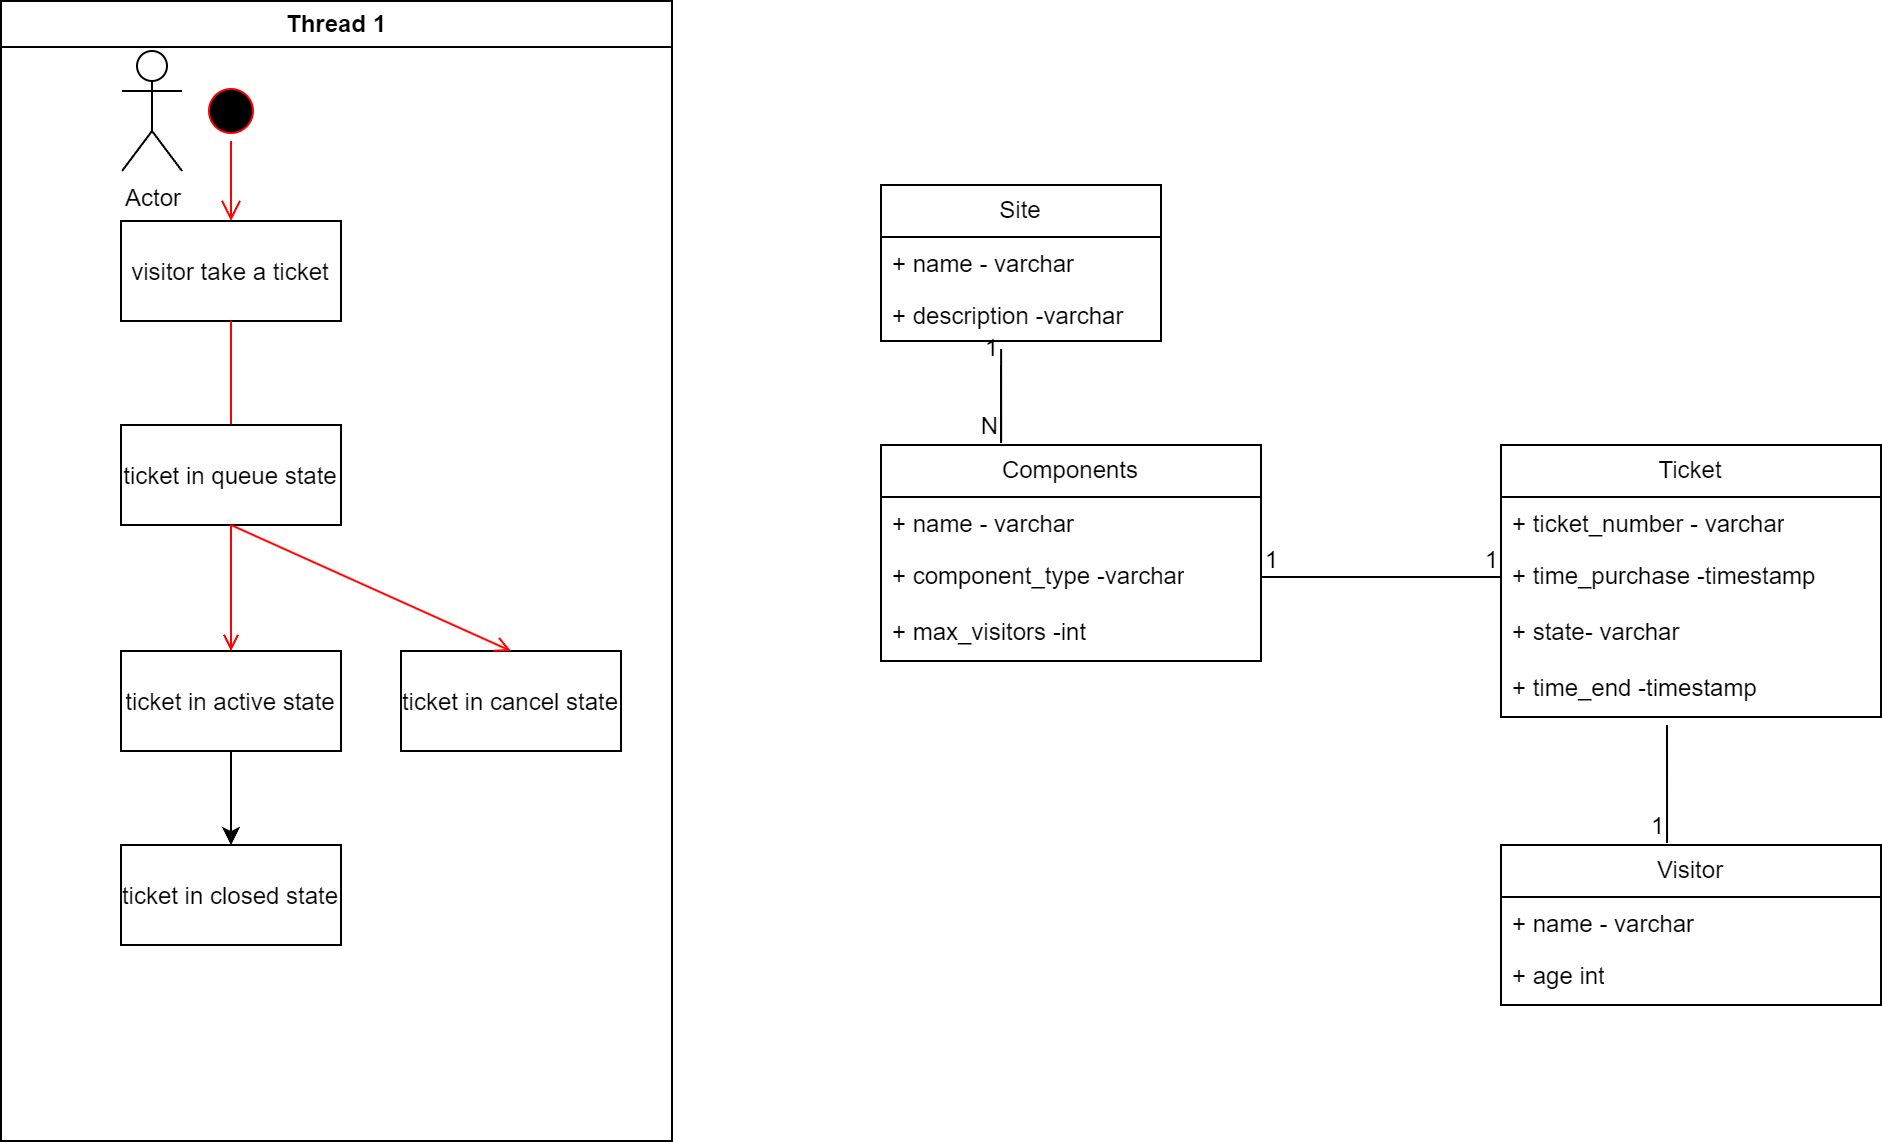 Thread 1
Actor
visitor take a ticket
ticket in queue state
ticket in active state
ticket in cancel state
ticket in closed state
Site
+ name - varchar
+ description -varchar
1
N
Components
+ name - varchar
+ component_type -varchar
+ max_visitors -int
1
1
Ticket
+ ticket_number - varchar
+ time_purchase -timestamp
+ state- varchar
+ time_end -timestamp
1
Visitor
+ name - varchar
+ age int